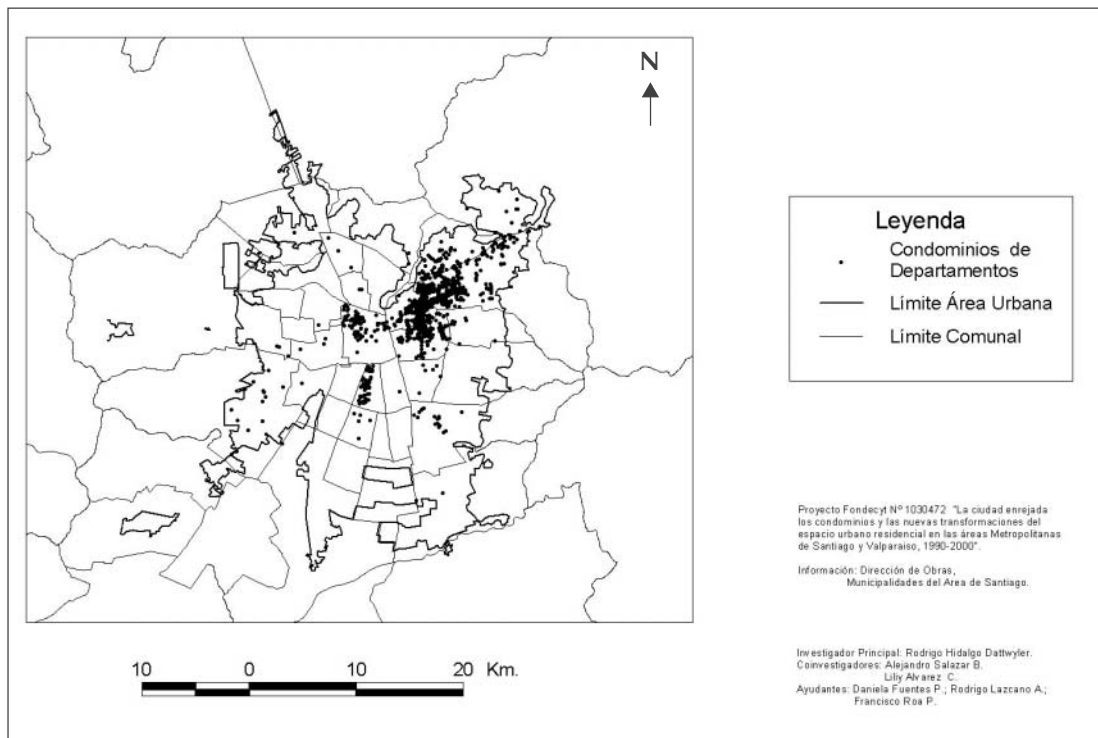 N
Leyenda
Condominios de
Departamentos
Límite Área Urbana
Límite Comunal
Proyecto Fondecyt Nº 1030472 "La ciudad enrejada
los condominios y las nuevas transformaciones del
espacio urbano residencial en las áreas Metropolitanas
de Santiago y Valparaiso, 1990-2000".
Información: Dirección de Obras,
Municipalidades del Area de Santiago.
10 0 10 20 Km.
Investigador Principal: Rodrigo Hidalgo Dattwyler.
Coinvestigadores: Alejandro Salazar B.
Liliy Alvarez C.
Ayudantes: Daniela Fuentes P.; Rodrigo Lazcano A.;
Francisco Roa P.